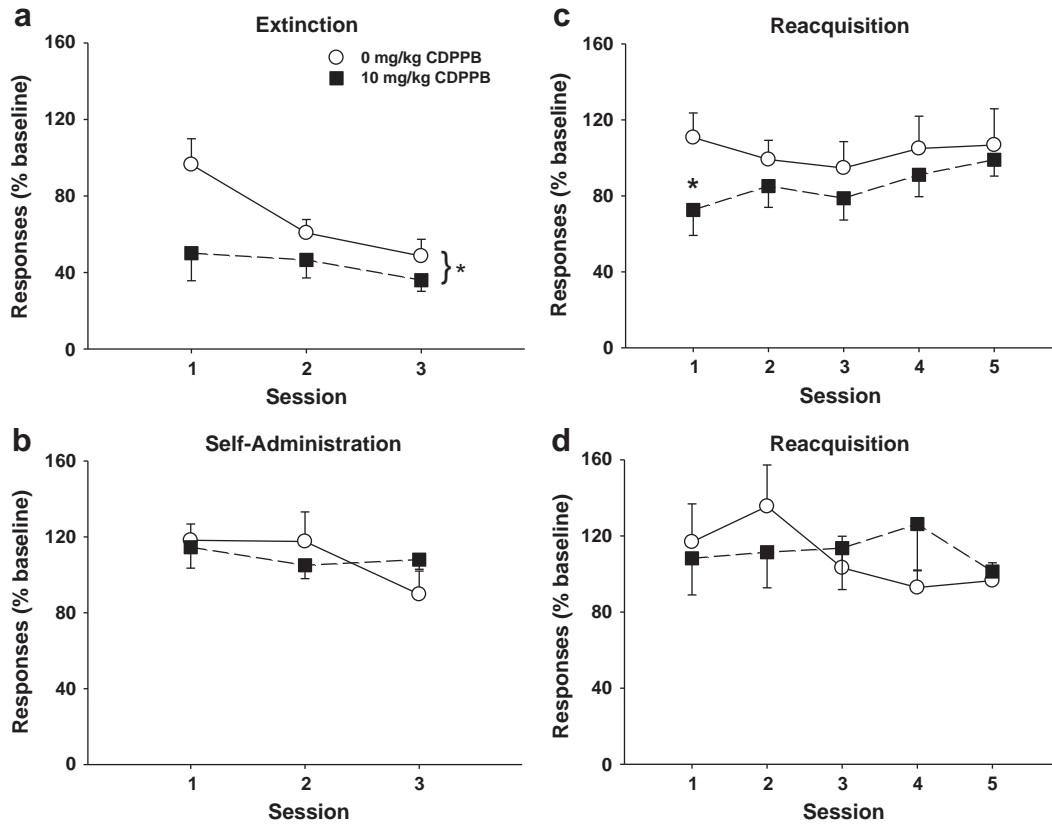 a
Extinction
160
120
80
40
0
Responses (% baseline)
0 mg/kg CDPPB
10 mg/kg CDPPB
} *
1 2 3
Session
c
Reacquisition
160
120
80
40
0
Responses (% baseline)
*
1 2 3 4 5
Session
b
Self-Administration
160
120
80
40
0
Responses (% baseline)
1 2 3
Session
d
Reacquisition
160
120
80
40
0
Responses (% baseline)
1 2 3 4 5
Session